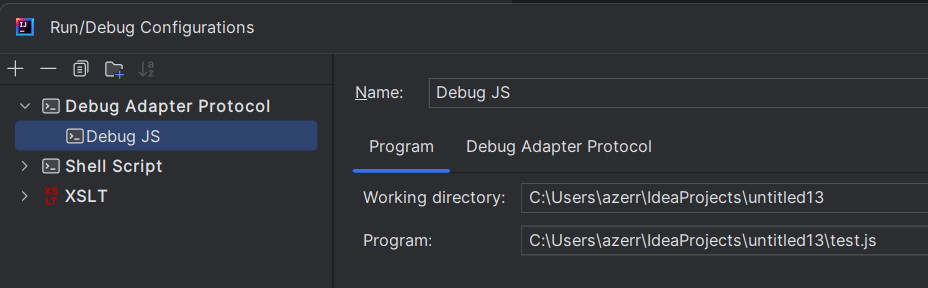 Run/Debug Configurations
Name: Debug JS
Debug Adapter Protocol
Debug JS
Shell Script
XSLT
Program Debug Adapter Protocol
Working directory: C:\Users\azerr\IdeaProjects\untitled13
Program: C:\Users\azerr\IdeaProjects\untitled13\test.js